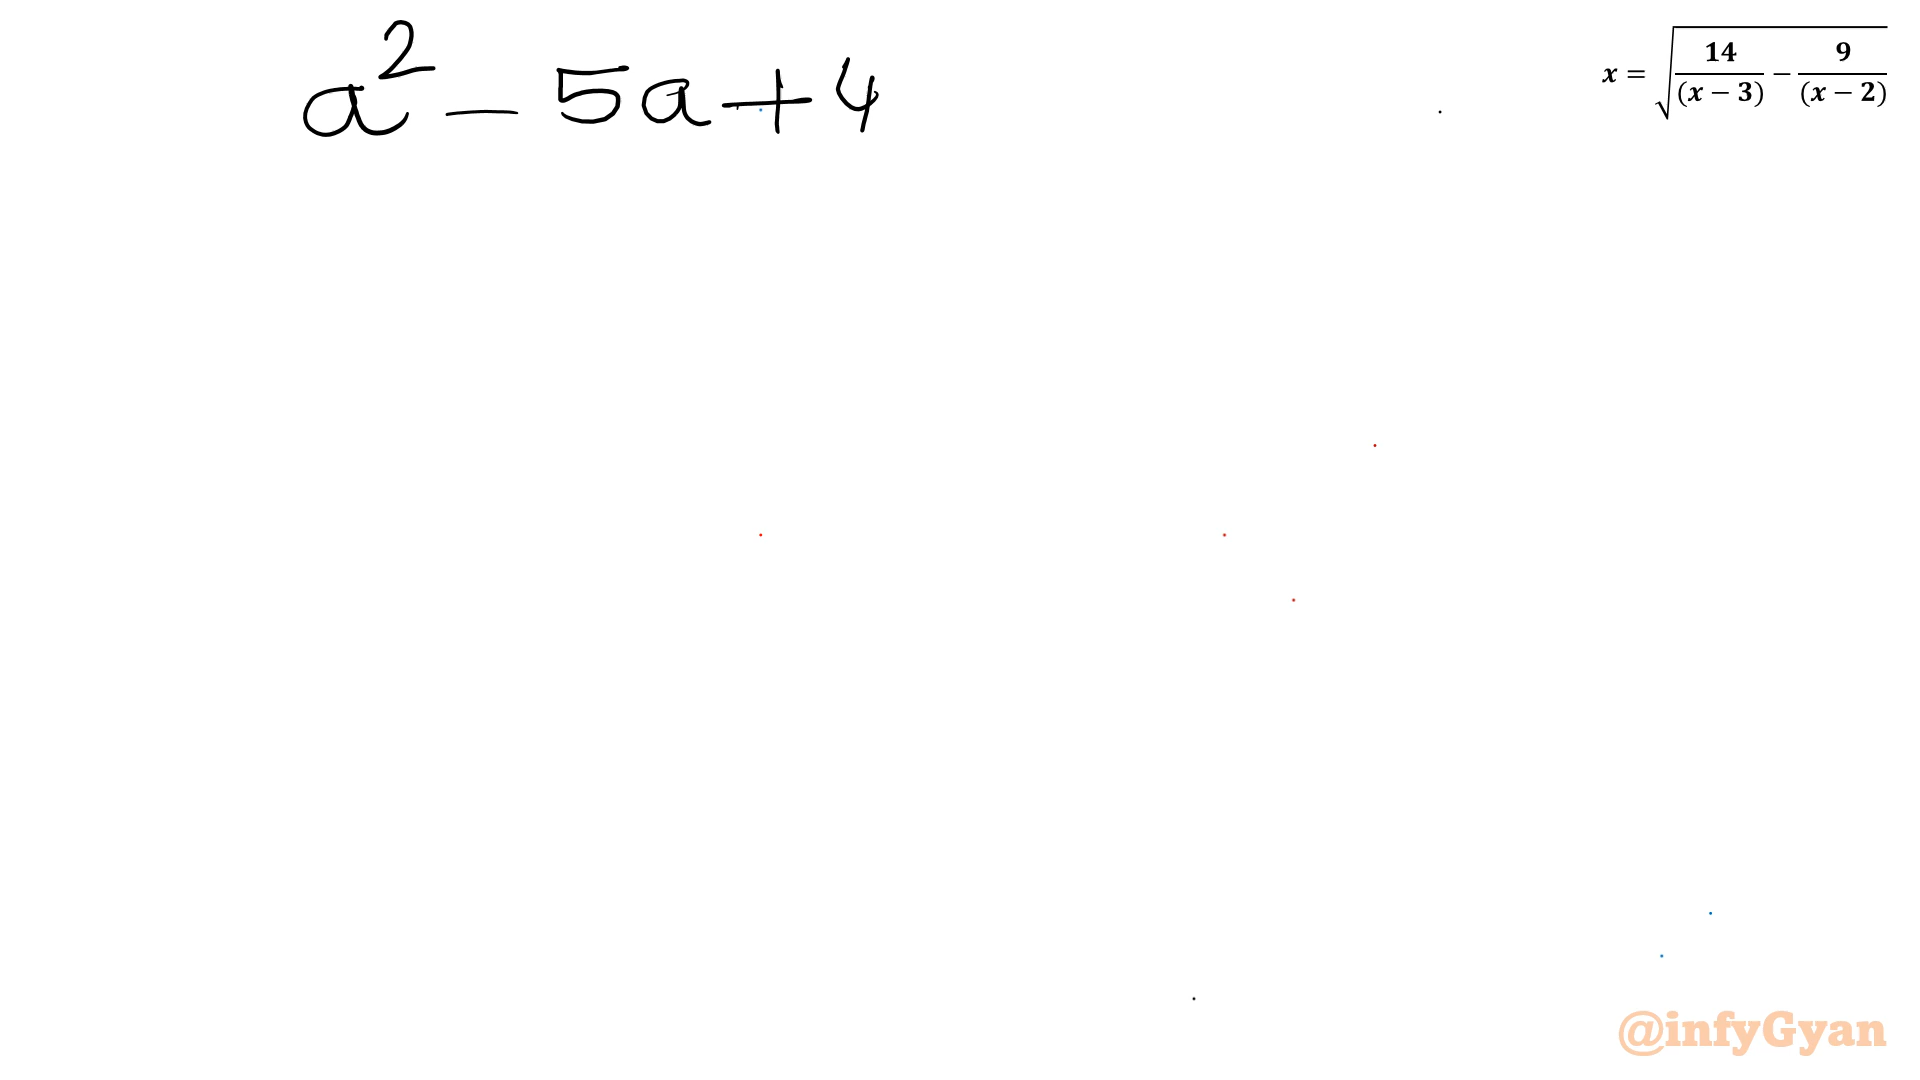 a² - 5a + 4
x = √(14/(x − 3) − 9/(x − 2))
@infyGyan